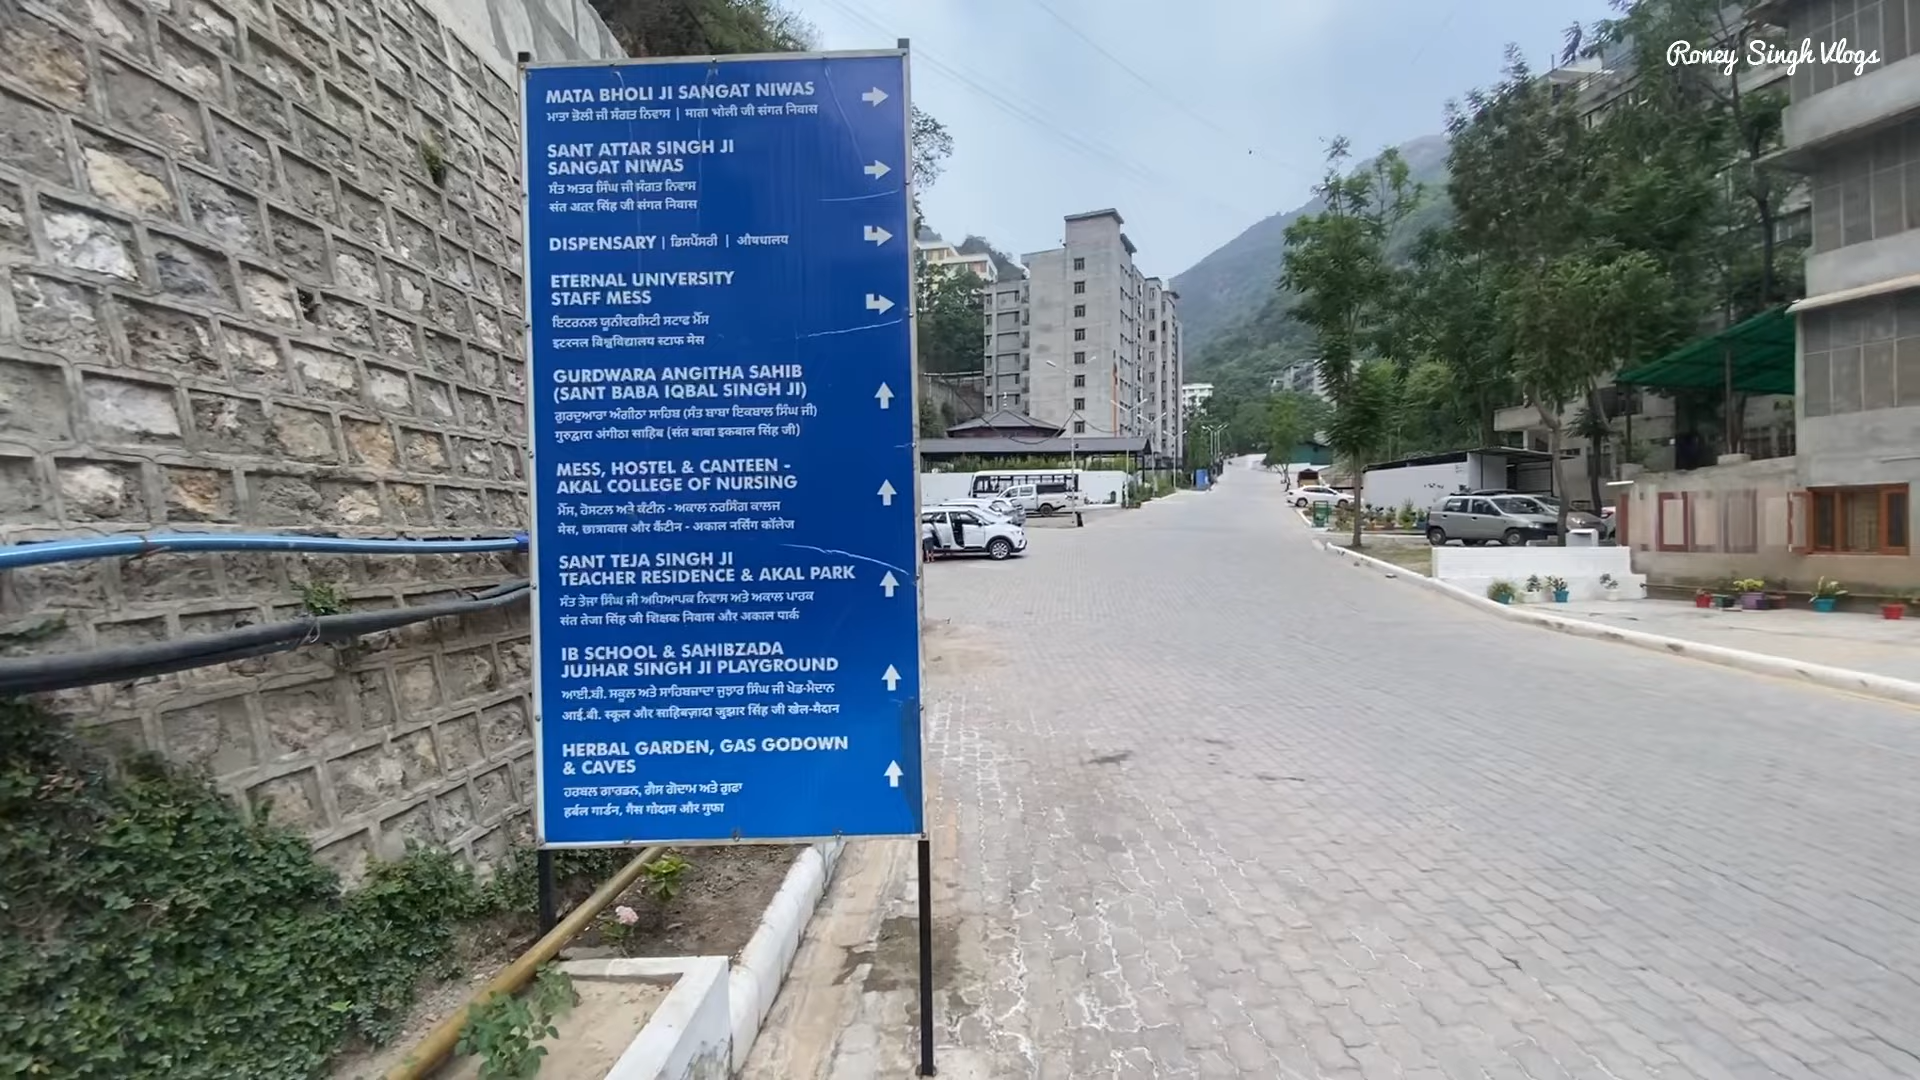 Roney Singh Vlogs
MATA BHOLI JI SANGAT NIWAS
ਮਾਤਾ ਭੋਲੀ ਜੀ ਸੰਗਤ ਨਿਵਾਸ | माता भोली जी संगत निवास
SANT ATTAR SINGH JI
SANGAT NIWAS
ਸੰਤ ਅਤਰ ਸਿੰਘ ਜੀ ਸੰਗਤ ਨਿਵਾਸ
संत अतर सिंह जी संगत निवास
DISPENSARY | ਡਿਸਪੈਂਸਰੀ | औषधालय
ETERNAL UNIVERSITY
STAFF MESS
ਇਟਰਨਲ ਯੂਨੀਵਰਸਿਟੀ ਸਟਾਫ ਮੈੱਸ
इटरनल विश्वविद्यालय स्टाफ मेस
GURDWARA ANGITHA SAHIB
(SANT BABA IQBAL SINGH JI)
ਗੁਰਦੁਆਰਾ ਅੰਗੀਠਾ ਸਾਹਿਬ (ਸੰਤ ਬਾਬਾ ਇਕਬਾਲ ਸਿੰਘ ਜੀ)
गुरुद्वारा अंगीठा साहिब (संत बाबा इकबाल सिंह जी)
MESS, HOSTEL & CANTEEN -
AKAL COLLEGE OF NURSING
ਮੈੱਸ, ਹੋਸਟਲ ਅਤੇ ਕੰਟੀਨ - ਅਕਾਲ ਨਰਸਿੰਗ ਕਾਲਜ
मेस, छात्रावास और कैंटीन - अकाल नर्सिंग कॉलेज
SANT TEJA SINGH JI
TEACHER RESIDENCE & AKAL PARK
ਸੰਤ ਤੇਜਾ ਸਿੰਘ ਜੀ ਅਧਿਆਪਕ ਨਿਵਾਸ ਅਤੇ ਅਕਾਲ ਪਾਰਕ
संत तेजा सिंह जी शिक्षक निवास और अकाल पार्क
IB SCHOOL & SAHIBZADA
JUJHAR SINGH JI PLAYGROUND
ਆਈ.ਬੀ. ਸਕੂਲ ਅਤੇ ਸਾਹਿਬਜ਼ਾਦਾ ਜੁਝਾਰ ਸਿੰਘ ਜੀ ਖੇਡ-ਮੈਦਾਨ
आई.बी. स्कूल और साहिबज़ादा जुझार सिंह जी खेल-मैदान
HERBAL GARDEN, GAS GODOWN
& CAVES
ਹਰਬਲ ਗਾਰਡਨ, ਗੈਸ ਗੋਦਾਮ ਅਤੇ ਗੁਫਾ
हर्बल गार्डन, गैस गोदाम और गुफा